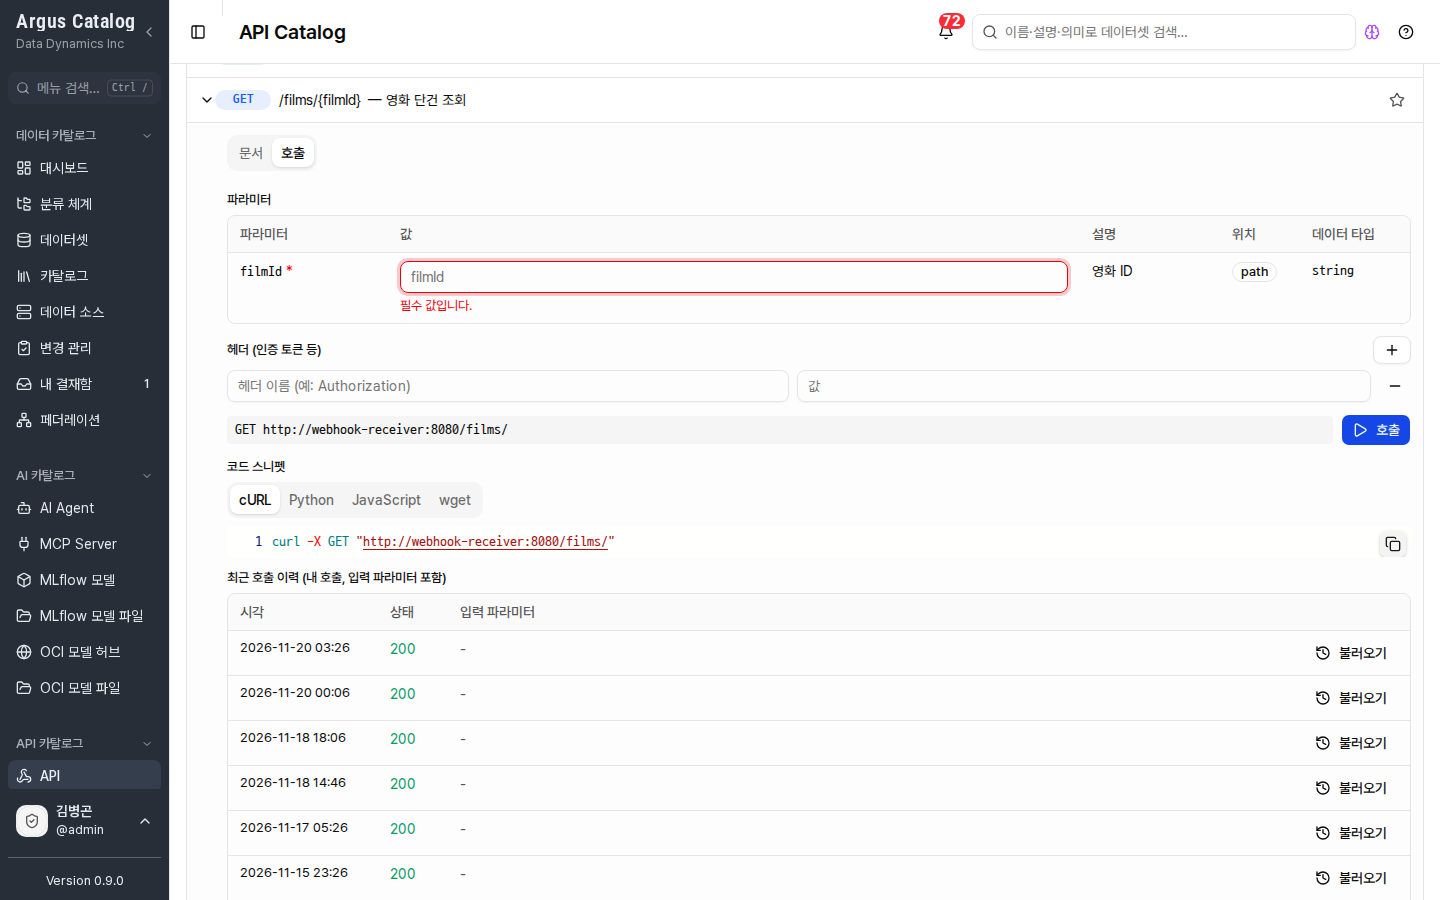 Argus Catalog
Data Dynamics Inc
메뉴 검색... Ctrl /
데이터 카탈로그
대시보드
분류 체계
데이터셋
카탈로그
데이터 소스
변경 관리
내 결재함 1
페더레이션
AI 카탈로그
AI Agent
MCP Server
MLflow 모델
MLflow 모델 파일
OCI 모델 허브
OCI 모델 파일
API 카탈로그
API
김병곤
@admin
Version 0.9.0
API Catalog
72
이름·설명·의미로 데이터셋 검색...
GET /films/{filmId} — 영화 단건 조회
문서 호출
파라미터
파라미터 값 설명 위치 데이터 타입
filmId * filmId 영화 ID path string
필수 값입니다.
헤더 (인증 토큰 등)
헤더 이름 (예: Authorization) 값
GET http://webhook-receiver:8080/films/ 호출
코드 스니펫
cURL Python JavaScript wget
1 curl -X GET "http://webhook-receiver:8080/films/"
최근 호출 이력 (내 호출, 입력 파라미터 포함)
시각 상태 입력 파라미터
2026-11-20 03:26 200 - 불러오기
2026-11-20 00:06 200 - 불러오기
2026-11-18 18:06 200 - 불러오기
2026-11-18 14:46 200 - 불러오기
2026-11-17 05:26 200 - 불러오기
2026-11-15 23:26 200 - 불러오기